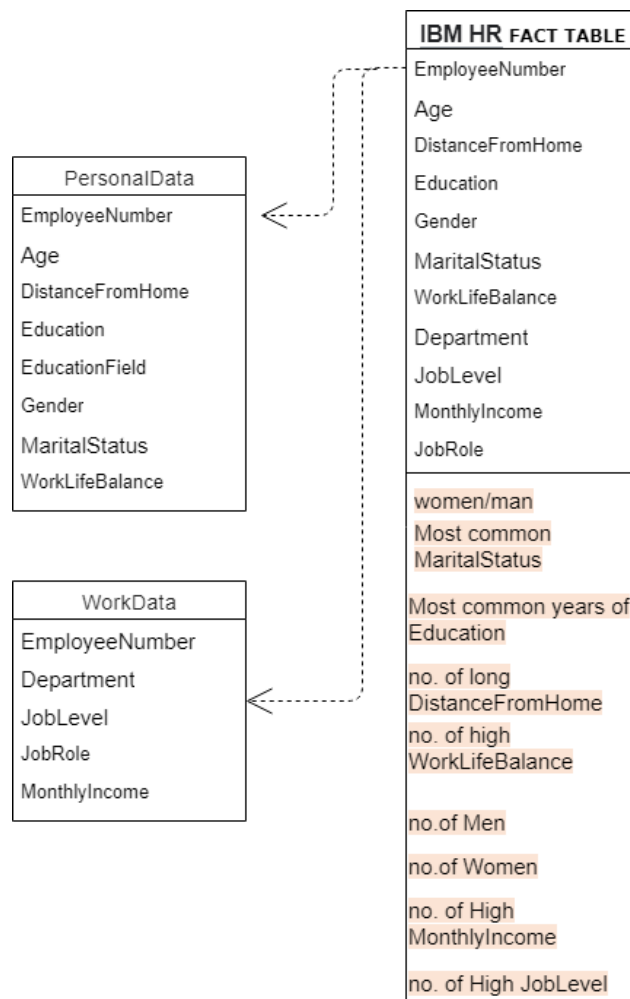 IBM HR FACT TABLE
EmployeeNumber
Age
DistanceFromHome
Education
Gender
MaritalStatus
WorkLifeBalance
Department
JobLevel
MonthlyIncome
JobRole
women/man
Most common
MaritalStatus
Most common years of
Education
no. of long
DistanceFromHome
no. of high
WorkLifeBalance
no.of Men
no.of Women
no. of High
MonthlyIncome
no. of High JobLevel
PersonalData
EmployeeNumber
Age
DistanceFromHome
Education
EducationField
Gender
MaritalStatus
WorkLifeBalance
WorkData
EmployeeNumber
Department
JobLevel
JobRole
MonthlyIncome